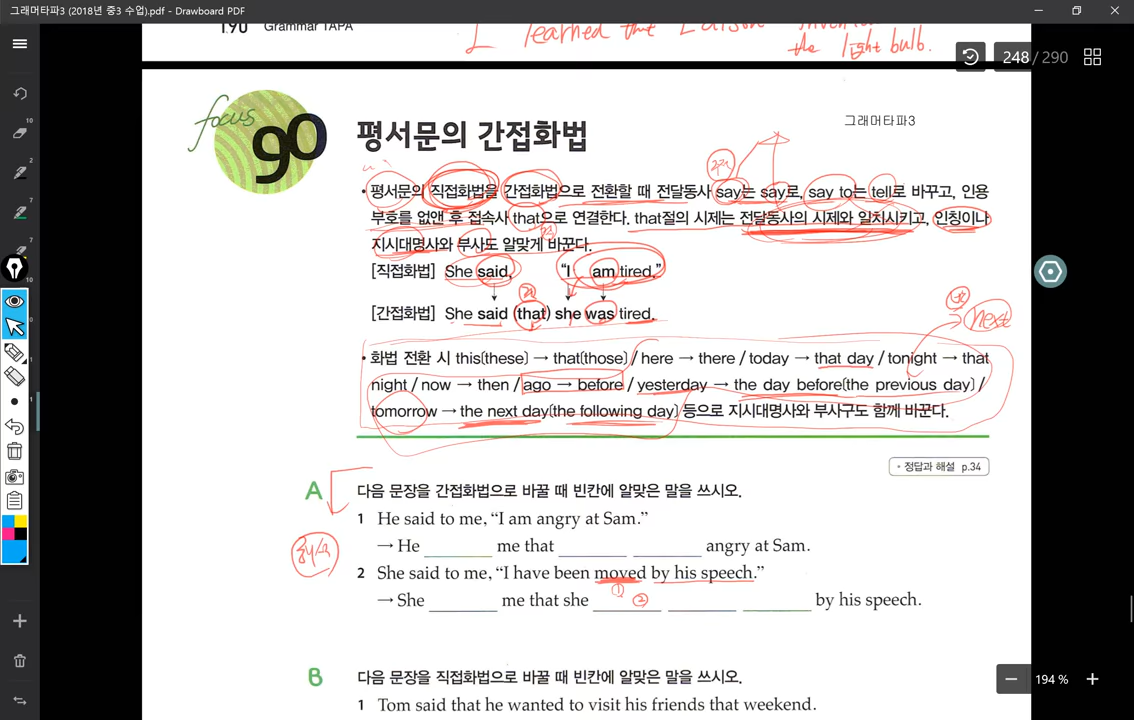 그래머타파3 (2018년 중3 수업).pdf - Drawboard PDF
190 Grammar TAPA
I learned that Edison
the light bulb.
248 / 290
focus
90
평서문의 간접화법
그래머타파3
• 평서문의 직접화법을 간접화법으로 전환할 때 전달동사 say는 say로, say to는 tell로 바꾸고, 인용
부호를 없앤 후 접속사 that으로 연결한다. that절의 시제는 전달동사의 시제와 일치시키고, 인칭이나
지시대명사와 부사도 알맞게 바꾼다.
[직접화법] She said, “I am tired.”
[간접화법] She said (that) she was tired.
next
• 화법 전환 시 this(these) → that(those) / here → there / today → that day / tonight → that
night / now → then / ago → before / yesterday → the day before(the previous day) /
tomorrow → the next day(the following day) 등으로 지시대명사와 부사구도 함께 바꾼다.
• 정답과 해설 p.34
A 다음 문장을 간접화법으로 바꿀 때 빈칸에 알맞은 말을 쓰시오.
1 He said to me, “I am angry at Sam.”
→ He ______ me that ______ ______ angry at Sam.
2 She said to me, “I have been moved by his speech.”
① ②
→ She ______ me that she ______ ______ ______ by his speech.
B 다음 문장을 직접화법으로 바꿀 때 빈칸에 알맞은 말을 쓰시오.
1 Tom said that he wanted to visit his friends that weekend.
194 %